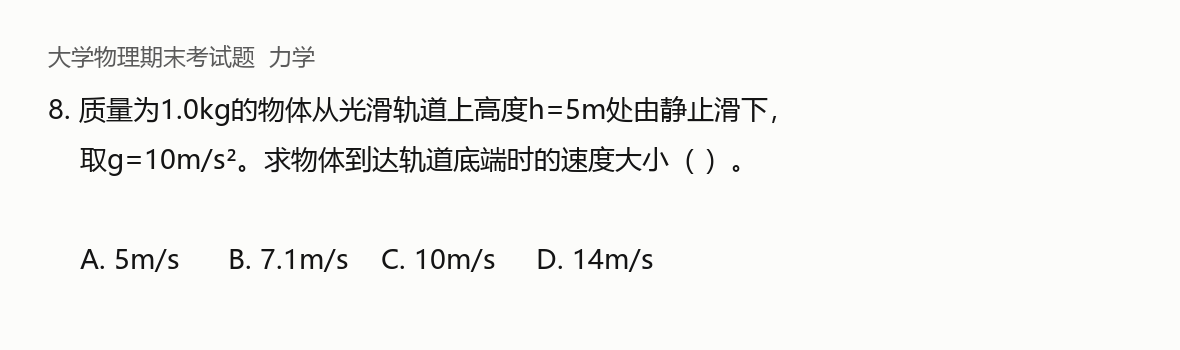 大学物理期末考试题 力学
8. 质量为1.0kg的物体从光滑轨道上高度h=5m处由静止滑下，
取g=10m/s²。求物体到达轨道底端时的速度大小（ ）。
A. 5m/s B. 7.1m/s C. 10m/s D. 14m/s